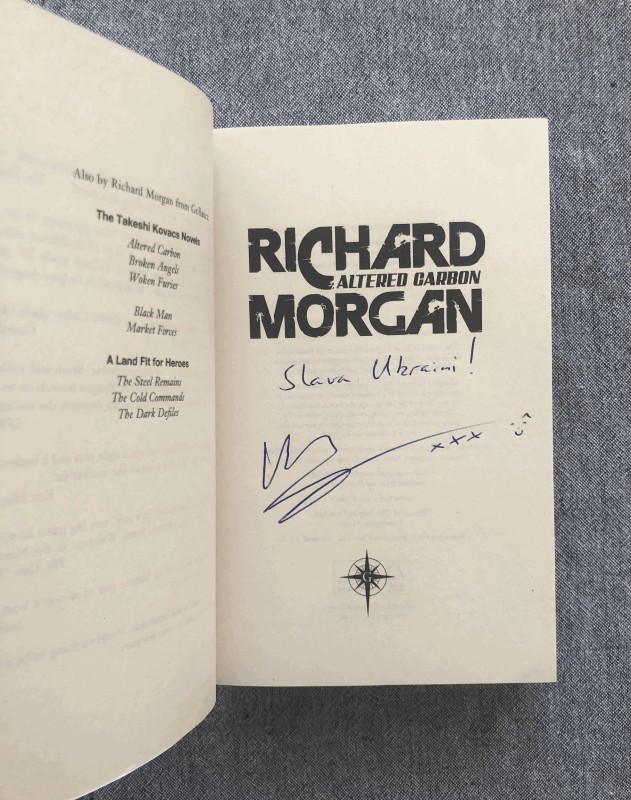 Also by Richard Morgan from Gollancz
The Takeshi Kovacs Novels
Altered Carbon
Broken Angels
Woken Furies
Black Man
Market Forces
A Land Fit for Heroes
The Steel Remains
The Cold Commands
The Dark Defiles
RICHARD
ALTERED CARBON
MORGAN
Slava Ukraini!
xxx
G